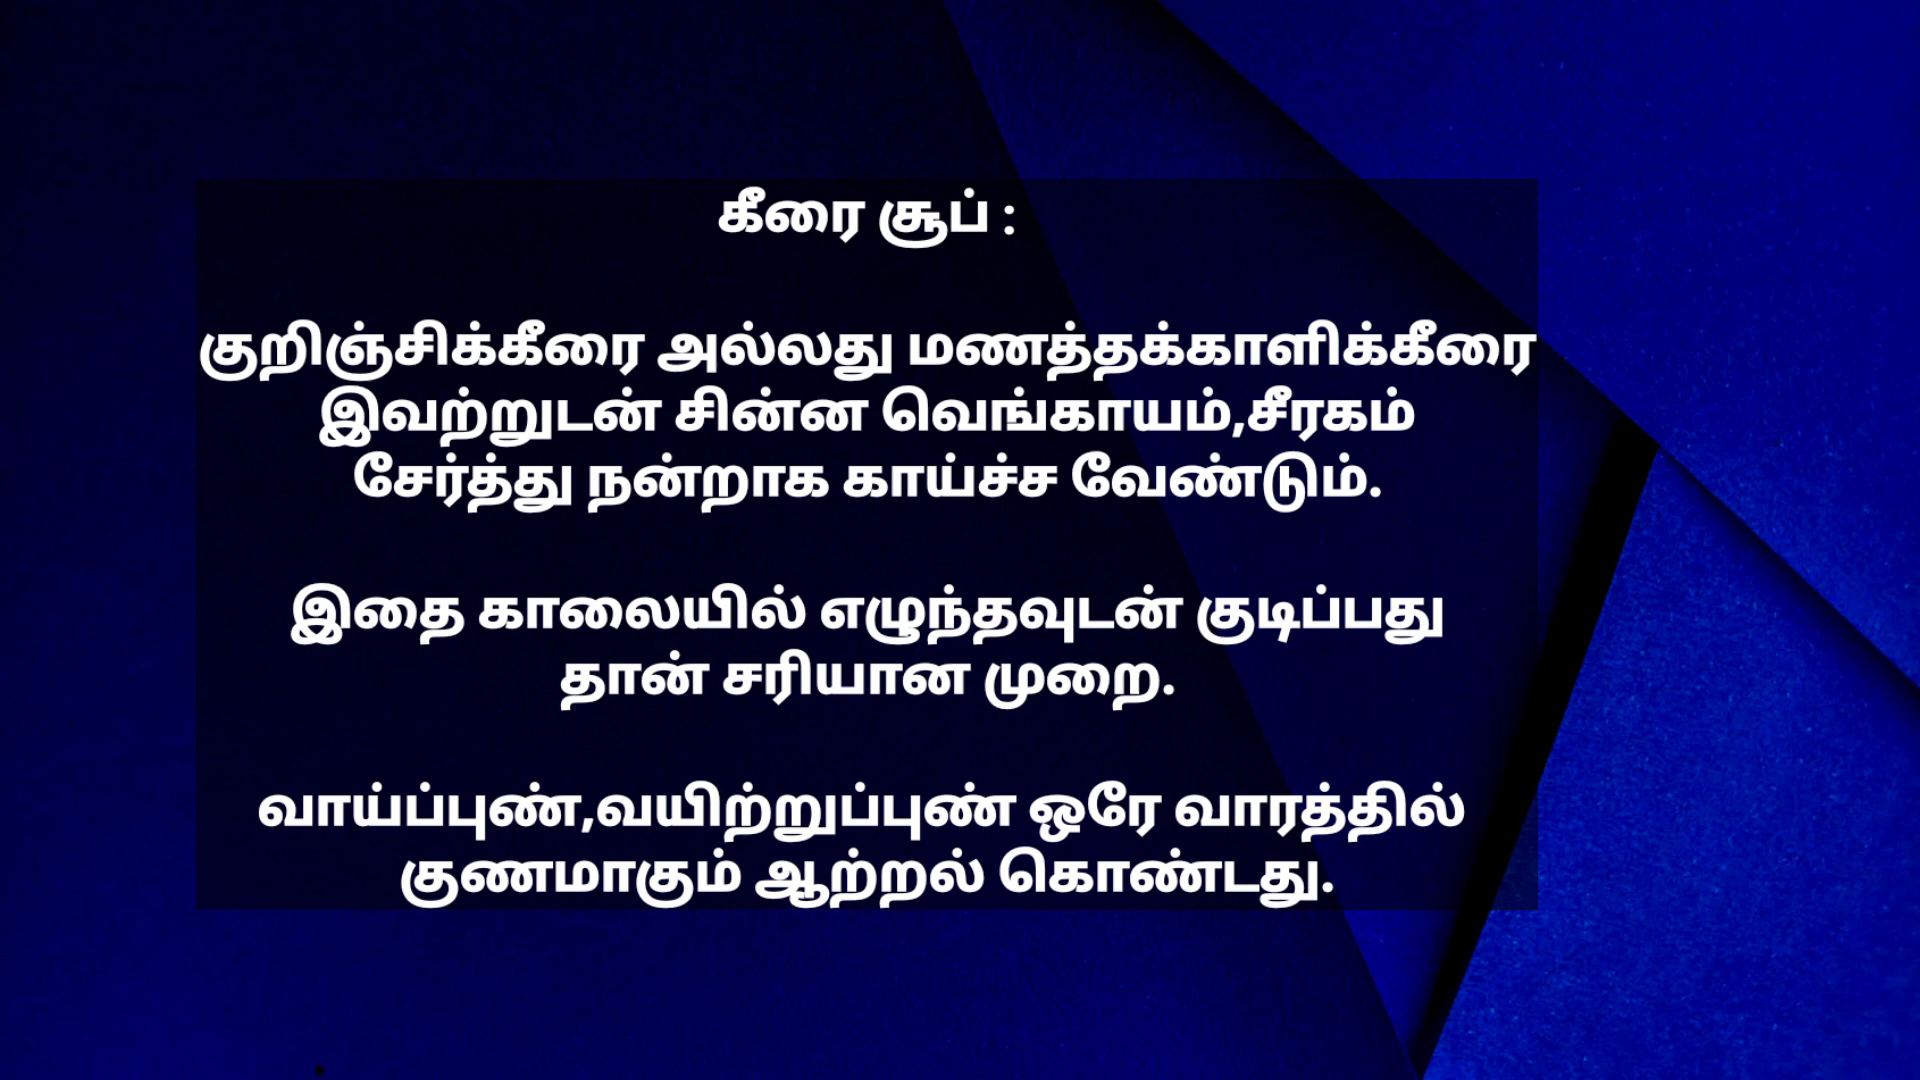 கீரை சூப் :
குறிஞ்சிக்கீரை அல்லது மணத்தக்காளிக்கீரை
இவற்றுடன் சின்ன வெங்காயம்,சீரகம்
சேர்த்து நன்றாக காய்ச்ச வேண்டும்.
இதை காலையில் எழுந்தவுடன் குடிப்பது
தான் சரியான முறை.
வாய்ப்புண்,வயிற்றுப்புண் ஒரே வாரத்தில்
குணமாகும் ஆற்றல் கொண்டது.